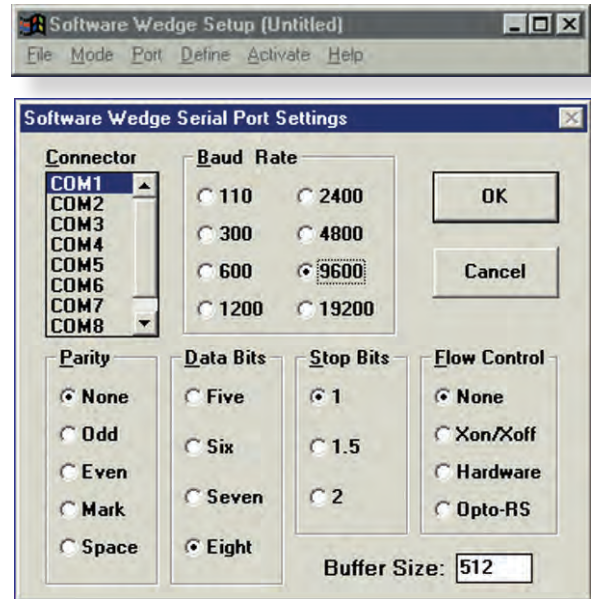 Software Wedge Setup (Untitled)
File Mode Port Define Activate Help
Software Wedge Serial Port Settings
Connector
COM1
COM2
COM3
COM4
COM5
COM6
COM7
COM8
Baud Rate
110 2400
300 4800
600 9600
1200 19200
OK
Cancel
Parity
None
Odd
Even
Mark
Space
Data Bits
Five
Six
Seven
Eight
Stop Bits
1
1.5
2
Flow Control
None
Xon/Xoff
Hardware
Opto-RS
Buffer Size: 512